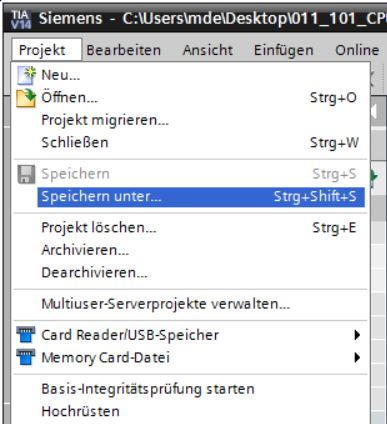 TIA V14 Siemens - C:\Users\mde\Desktop\011_101_CP
Projekt Bearbeiten Ansicht Einfügen Online
Neu...
Öffnen... Strg+O
Projekt migrieren...
Schließen Strg+W
Speichern Strg+S
Speichern unter... Strg+Shift+S
Projekt löschen... Strg+E
Archivieren...
Dearchivieren...
Multiuser-Serverprojekte verwalten...
Card Reader/USB-Speicher
Memory Card-Datei
Basis-Integritätsprüfung starten
Hochrüsten